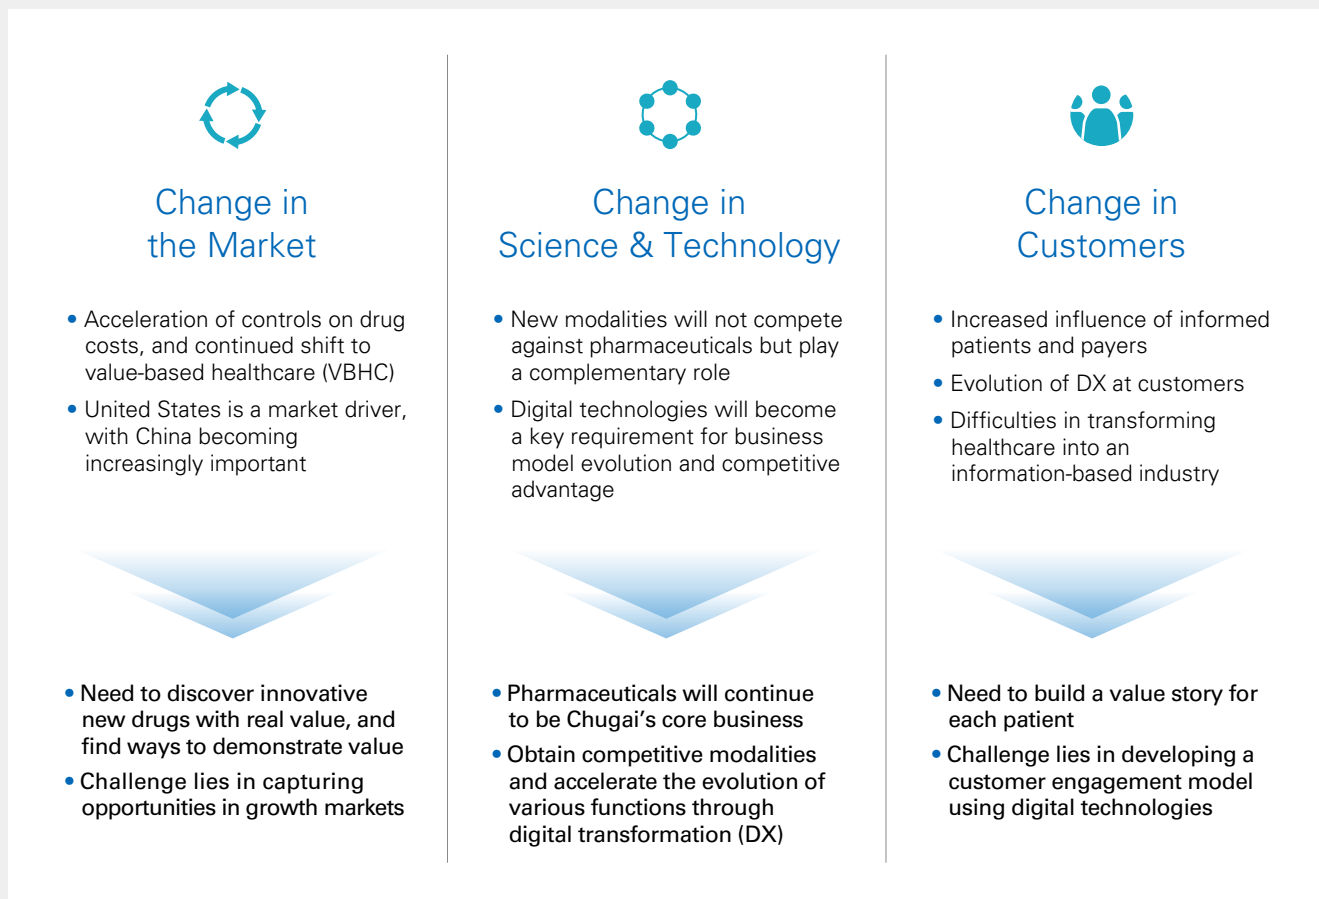 Change in
the Market
• Acceleration of controls on drug
costs, and continued shift to
value-based healthcare (VBHC)
• United States is a market driver,
with China becoming
increasingly important
• Need to discover innovative
new drugs with real value, and
find ways to demonstrate value
• Challenge lies in capturing
opportunities in growth markets
Change in
Science & Technology
• New modalities will not compete
against pharmaceuticals but play
a complementary role
• Digital technologies will become
a key requirement for business
model evolution and competitive
advantage
• Pharmaceuticals will continue
to be Chugai’s core business
• Obtain competitive modalities
and accelerate the evolution of
various functions through
digital transformation (DX)
Change in
Customers
• Increased influence of informed
patients and payers
• Evolution of DX at customers
• Difficulties in transforming
healthcare into an
information-based industry
• Need to build a value story for
each patient
• Challenge lies in developing a
customer engagement model
using digital technologies